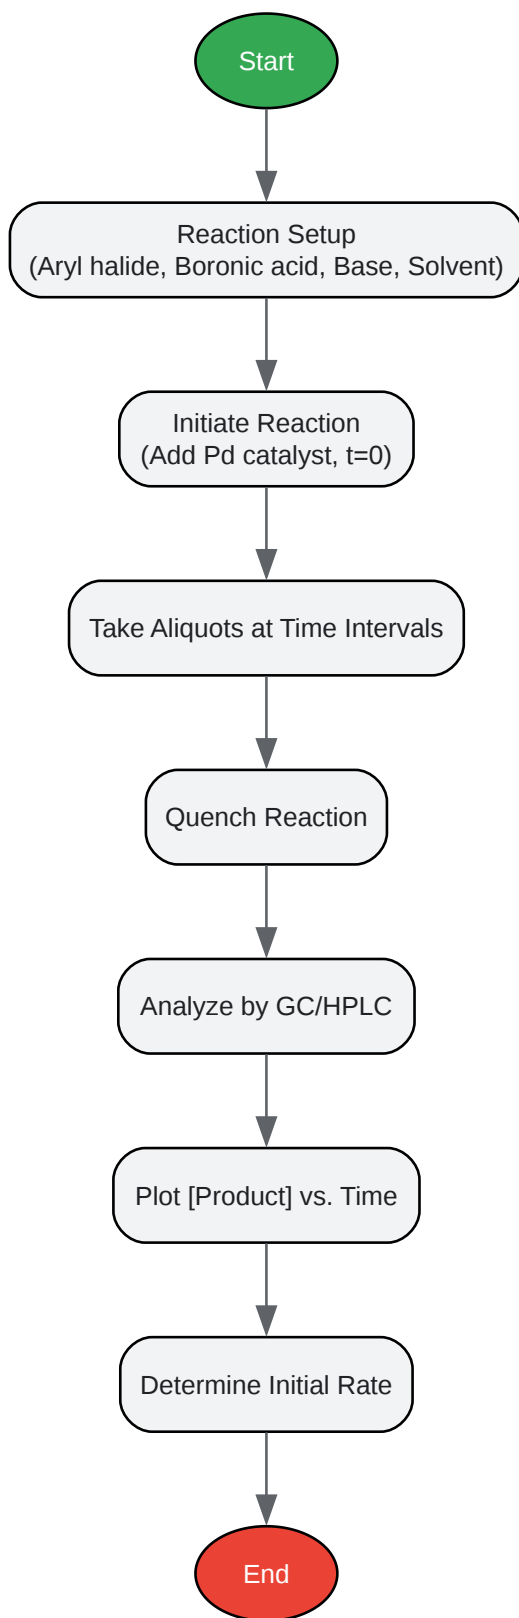 Start
Reaction Setup
(Aryl halide, Boronic acid, Base, Solvent)
Initiate Reaction
(Add Pd catalyst, t=0)
Take Aliquots at Time Intervals
Quench Reaction
Analyze by GC/HPLC
Plot [Product] vs. Time
Determine Initial Rate
End